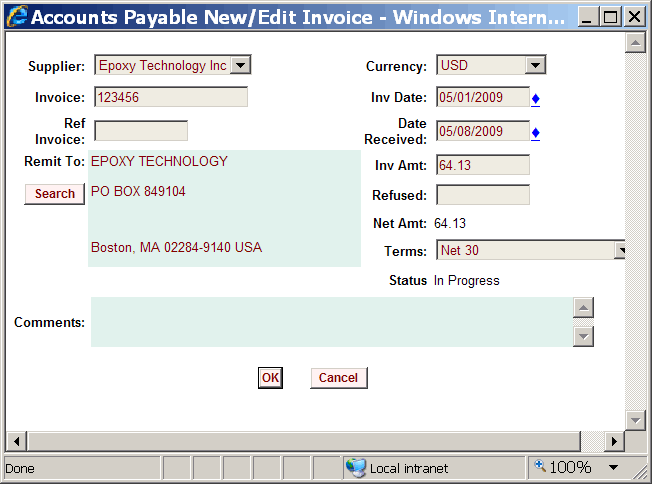 Accounts Payable New/Edit Invoice - Windows Intern...
Supplier: Epoxy Technology Inc Currency: USD
Invoice: 123456 Inv Date: 05/01/2009
Ref Invoice: Date Received: 05/08/2009
Remit To: EPOXY TECHNOLOGY Inv Amt: 64.13
Search PO BOX 849104 Refused:
Net Amt: 64.13
Boston, MA 02284-9140 USA Terms: Net 30
Status In Progress
Comments:
OK Cancel
Done Local intranet 100%